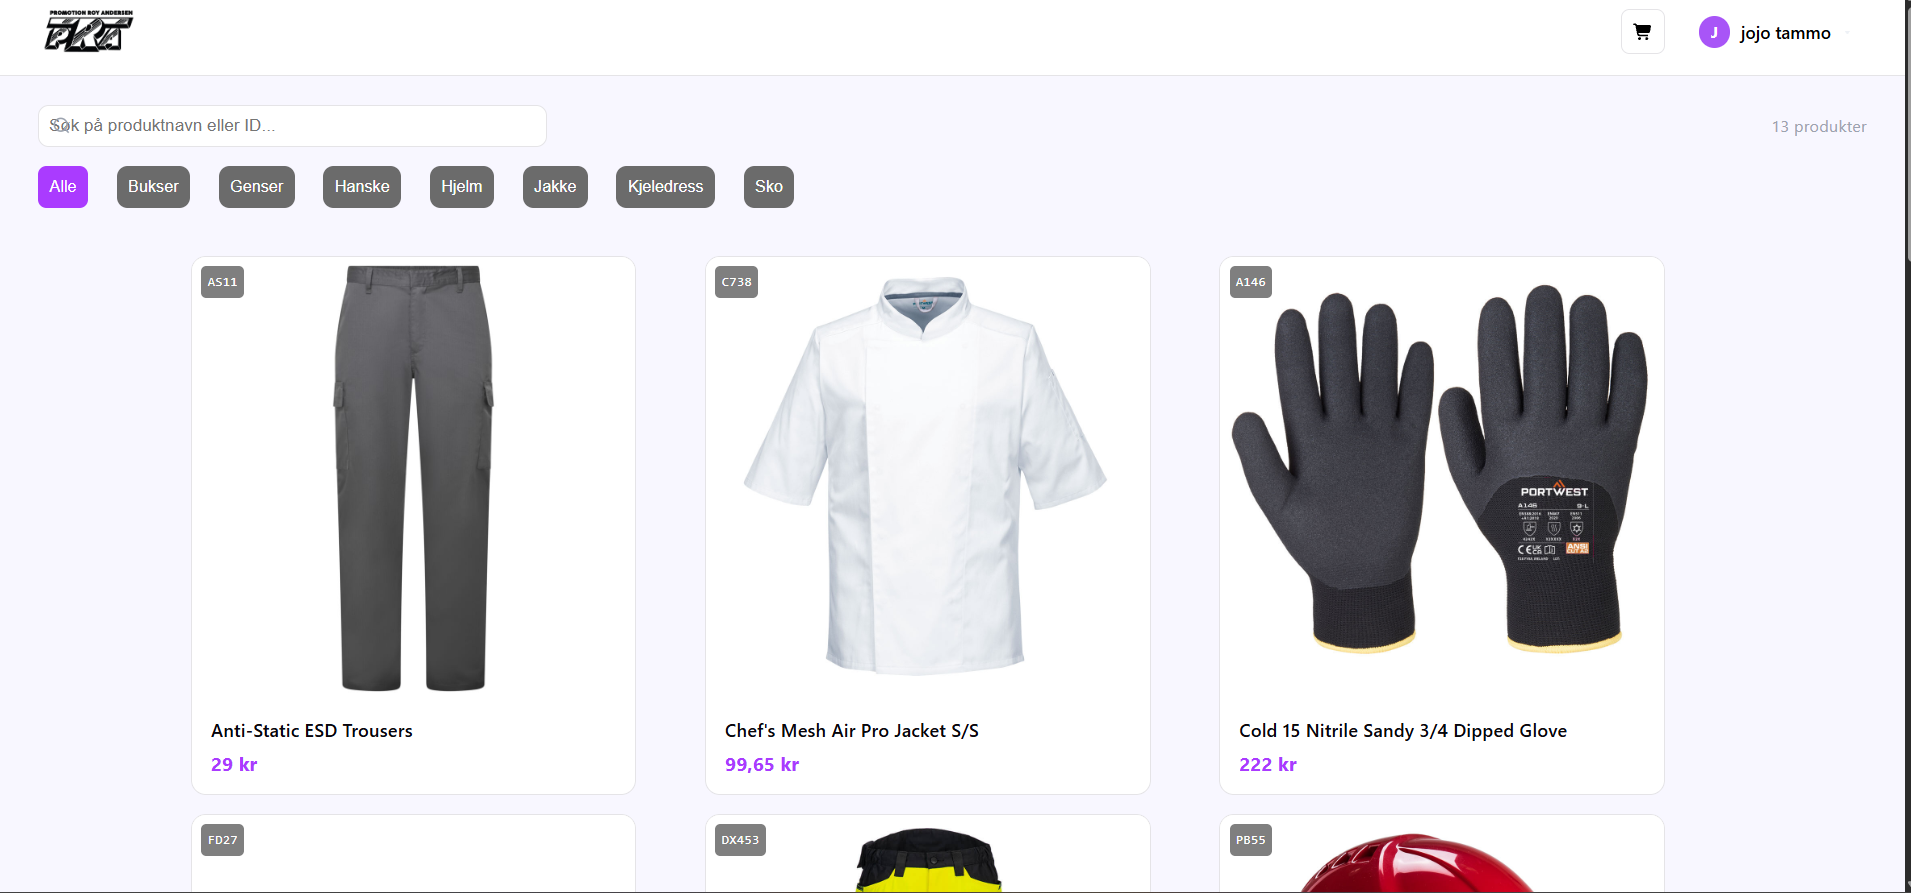 PROMOTION ROY ANDERSEN
PRA
J
jojo tammo
Søk på produktnavn eller ID...
13 produkter
Alle
Bukser
Genser
Hanske
Hjelm
Jakke
Kjeledress
Sko
AS11
C738
A146
PORTWEST
A146
9-L
ANSI
Anti-Static ESD Trousers
Chef's Mesh Air Pro Jacket S/S
Cold 15 Nitrile Sandy 3/4 Dipped Glove
29 kr
99,65 kr
222 kr
FD27
DX453
PB55